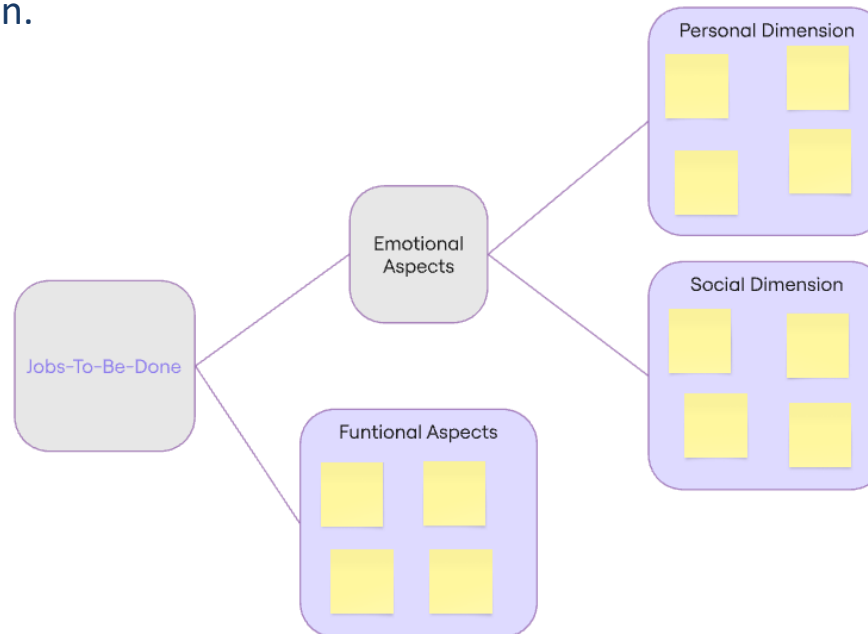 n.
Personal Dimension
Emotional
Aspects
Social Dimension
Jobs-To-Be-Done
Funtional Aspects